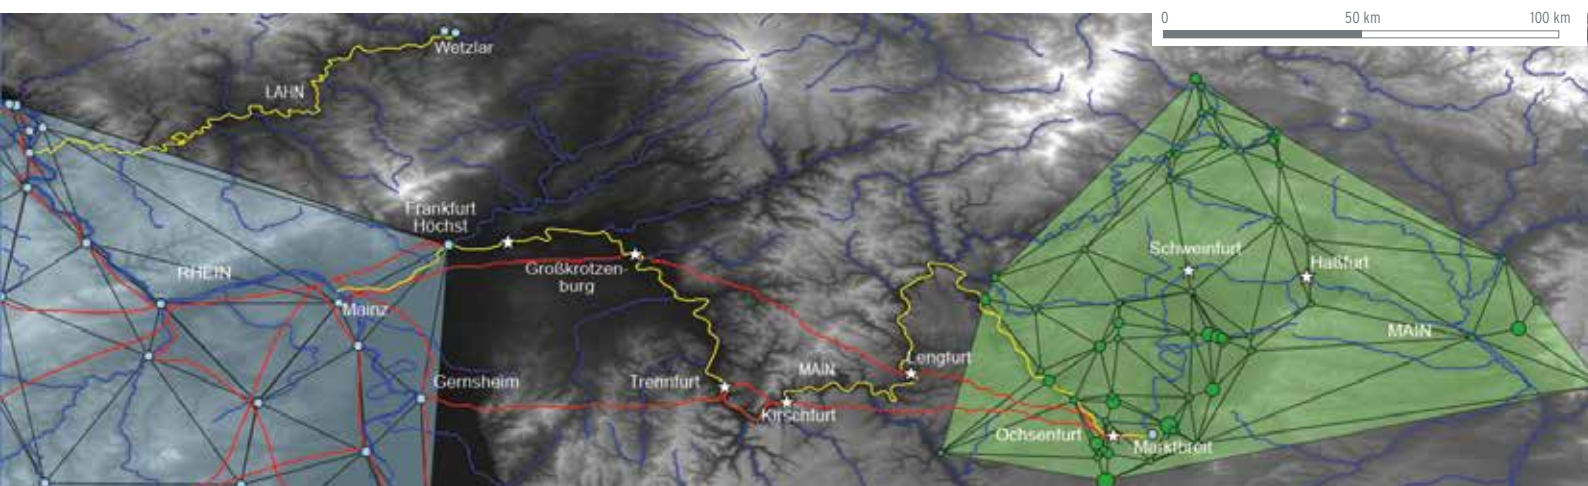 0 50 km 100 km
Wetzlar
LAHN
Frankfurt
Höchst
Schweinfurt
Haßfurt
RHEIN
Großkrotzen-
burg
Mainz
MAIN
Lengfurt
MAIN
Gernsheim
Trennfurt
Kirschfurt
Ochsenfurt
Marktbreit